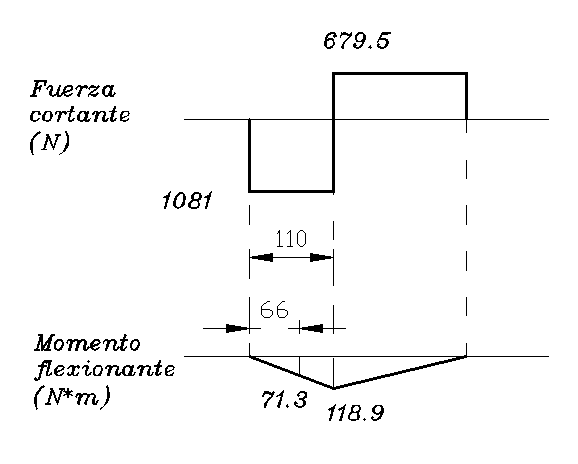 679.5
Fuerza
cortante
(N)
1081
110
66
Momento
flexionante
(N*m)
71.3
118.9